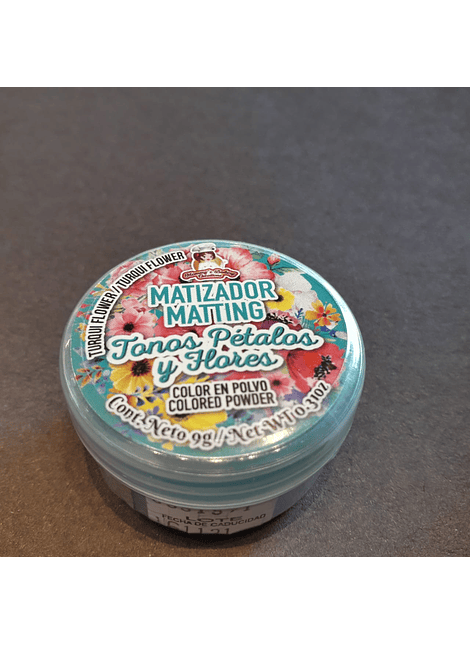 TURQUI FLOWER / TURQUI FLOWER
MATIZADOR
MATTING
Tonos Pétalos
y Flores
COLOR EN POLVO
COLORED POWDER
Cont. Neto 9g / Net.WT 0.31oz
LOTE
FECHA DE CADUCIDAD